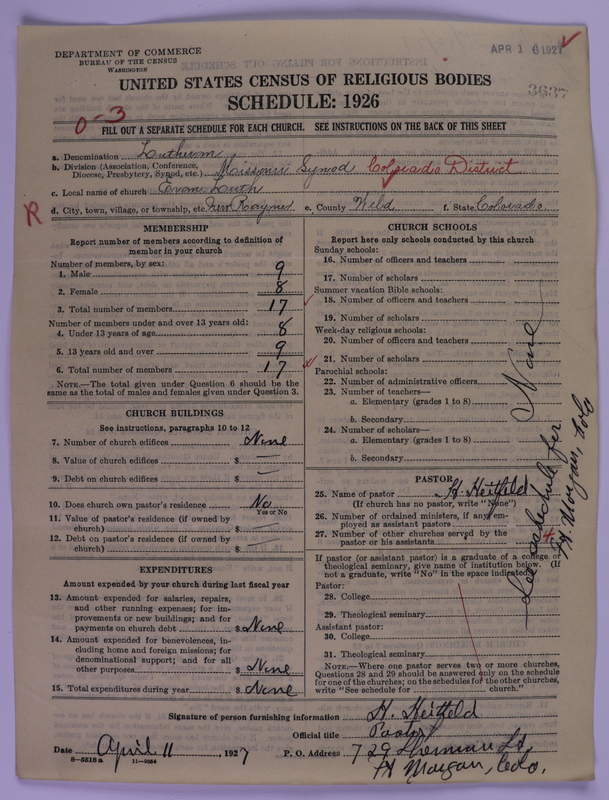 DEPARTMENT OF COMMERCE
BUREAU OF THE CENSUS
WASHINGTON
APR 16 1927
UNITED STATES CENSUS OF RELIGIOUS BODIES
SCHEDULE: 1926
3637
0-3
FILL OUT A SEPARATE SCHEDULE FOR EACH CHURCH. SEE INSTRUCTIONS ON THE BACK OF THIS SHEET
a. Denomination Lutheran
b. Division (Association, Conference, Diocese, Presbytery, Synod, etc.) Missouri Synod Colorado District
c. Local name of church Evan. Luth
R
d. City, town, village, or township, etc. New Raymer e. County Weld f. State Colorado
MEMBERSHIP
Report number of members according to definition of
member in your church
Number of members, by sex:
1. Male 9
2. Female 8
3. Total number of members 17
Number of members under and over 13 years old:
4. Under 13 years of age 8
5. 13 years old and over 9
6. Total number of members 17
NOTE.—The total given under Question 6 should be
same as the total of males and females given under Question 3.
CHURCH BUILDINGS
See instructions, paragraphs 10 to 12
7. Number of church edifices None
8. Value of church edifices $ —
9. Debt on church edifices $ —
10. Does church own pastor's residence No
Yes or No
11. Value of pastor's residence (if owned by
church) $ —
12. Debt on pastor's residence (if owned by
church) $ —
EXPENDITURES
Amount expended by your church during last fiscal year
13. Amount expended for salaries, repairs,
and other running expenses; for im-
provements or new buildings; and for
payments on church debt $ None
14. Amount expended for benevolences, in-
cluding home and foreign missions; for
denominational support; and for all
other purposes $ None
15. Total expenditures during year $ None
CHURCH SCHOOLS
Report here only schools conducted by this church
Sunday schools:
16. Number of officers and teachers
17. Number of scholars
Summer vacation Bible schools:
18. Number of officers and teachers
19. Number of scholars
Week-day religious schools:
20. Number of officers and teachers
21. Number of scholars
Parochial schools:
22. Number of administrative officers
23. Number of teachers—
a. Elementary (grades 1 to 8)
b. Secondary
24. Number of scholars—
a. Elementary (grades 1 to 8)
b. Secondary
None
PASTOR
25. Name of pastor H. Heitfeld
(If church has no pastor, write "None")
26. Number of ordained ministers, if any, em-
ployed as assistant pastors
27. Number of other churches served by the
pastor or his assistants 4
If pastor (or assistant pastor) is a graduate of a college or
theological seminary, give name of institution below. (If
not a graduate, write "No" in the space indicated)
Pastor:
28. College
29. Theological seminary
Assistant pastor:
30. College
31. Theological seminary
NOTE.—Where one pastor serves two or more churches,
Questions 28 and 29 should be answered only on the schedule
for one of the churches; on the schedules for the other churches,
write "See schedule for church."
See schedule for
Ft Morgan, Colo
Signature of person furnishing information H. Heitfeld
Official title Pastor
Date April 11, 1927 P. O. Address 729 Sherman St
Ft Morgan, Colo.
8—5518 a 11—9054